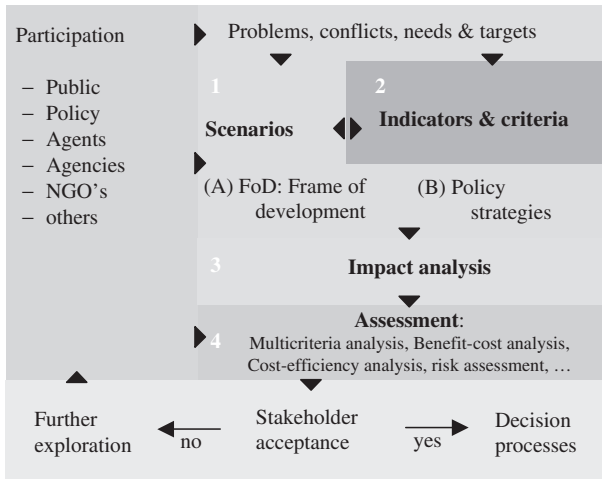 Participation
– Public
– Policy
– Agents
– Agencies
– NGO's
– others
Problems, conflicts, needs & targets
1
Scenarios
2
Indicators & criteria
(A) FoD: Frame of
development
(B) Policy
strategies
3
Impact analysis
4
Assessment:
Multicriteria analysis, Benefit-cost analysis,
Cost-efficiency analysis, risk assessment, …
Further
exploration
no
Stakeholder
acceptance
yes
Decision
processes